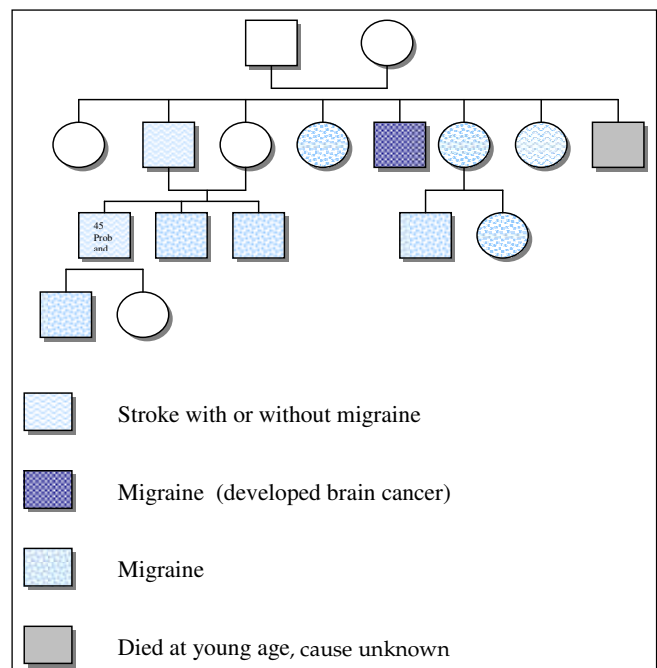 45
Prob
and
Stroke with or without migraine
Migraine (developed brain cancer)
Migraine
Died at young age, cause unknown